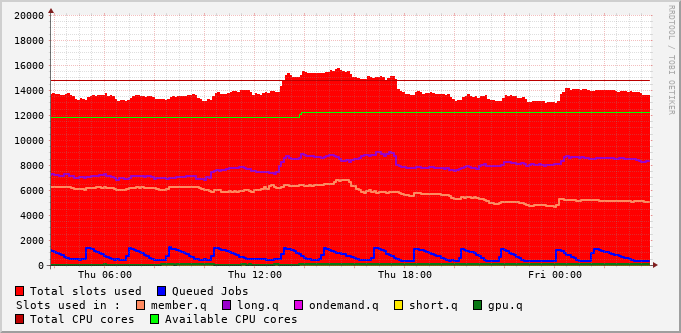 RRDTOOL / TOBI OETIKER
20000
18000
16000
14000
12000
10000
8000
6000
4000
2000
0
Thu 06:00 Thu 12:00 Thu 18:00 Fri 00:00
Total slots used Queued Jobs
Slots used in : member.q long.q ondemand.q short.q gpu.q
Total CPU cores Available CPU cores